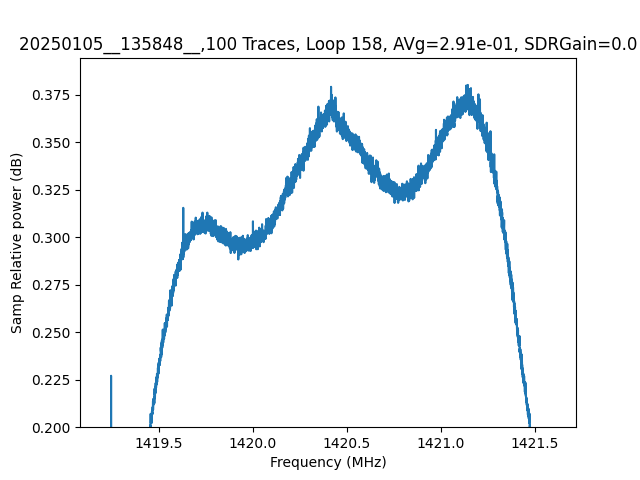 20250105__135848__,100 Traces, Loop 158, AVg=2.91e-01, SDRGain=0.0
Samp Relative power (dB)
0.375
0.350
0.325
0.300
0.275
0.250
0.225
0.200
1419.5 1420.0 1420.5 1421.0 1421.5
Frequency (MHz)